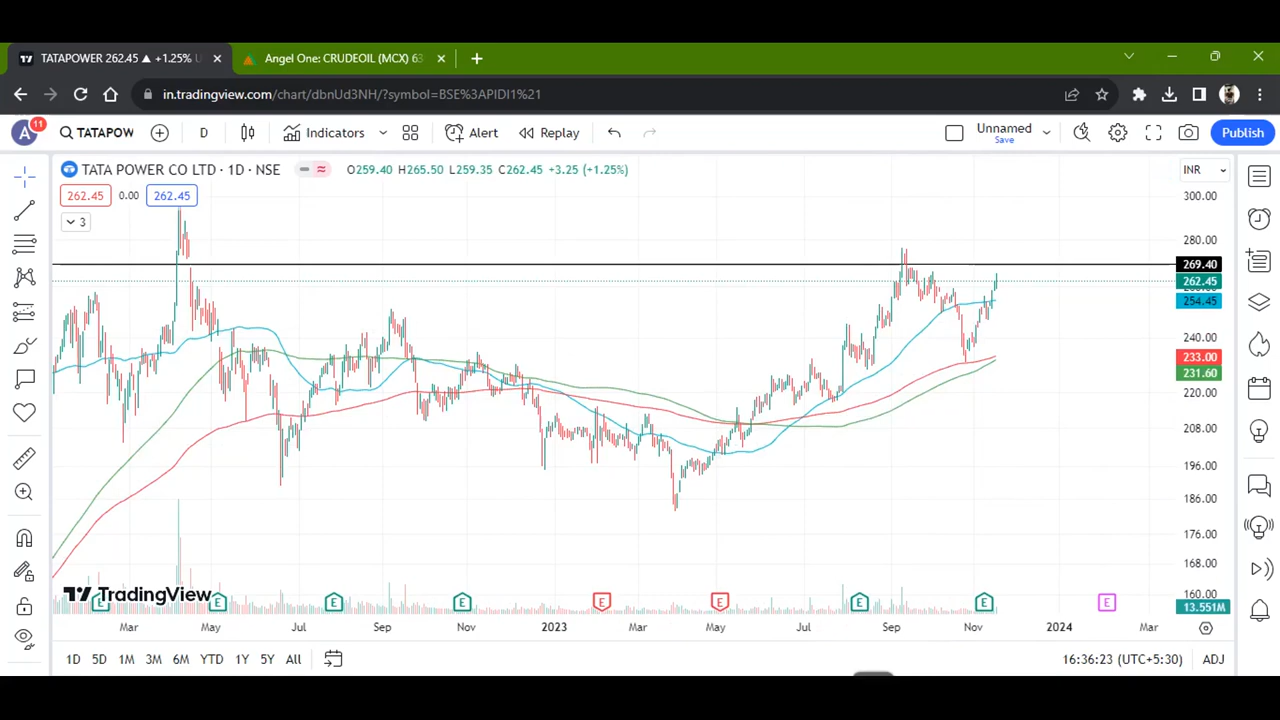 TATAPOWER 262.45 ▲ +1.25% U
Angel One: CRUDEOIL (MCX) 63
in.tradingview.com/chart/dbnUd3NH/?symbol=BSE%3APIDI1%21
A 11 TATAPOW D Indicators Alert Replay Unnamed Save Publish
TATA POWER CO LTD · 1D · NSE O259.40 H265.50 L259.35 C262.45 +3.25 (+1.25%) INR
262.45 0.00 262.45
3
300.00
280.00
269.40
262.45
254.45
240.00
233.00
231.60
220.00
208.00
196.00
186.00
176.00
168.00
160.00
TradingView
E E E E E E E E E
13.551M
Mar May Jul Sep Nov 2023 Mar May Jul Sep Nov 2024 Mar
1D 5D 1M 3M 6M YTD 1Y 5Y All 16:36:23 (UTC+5:30) ADJ